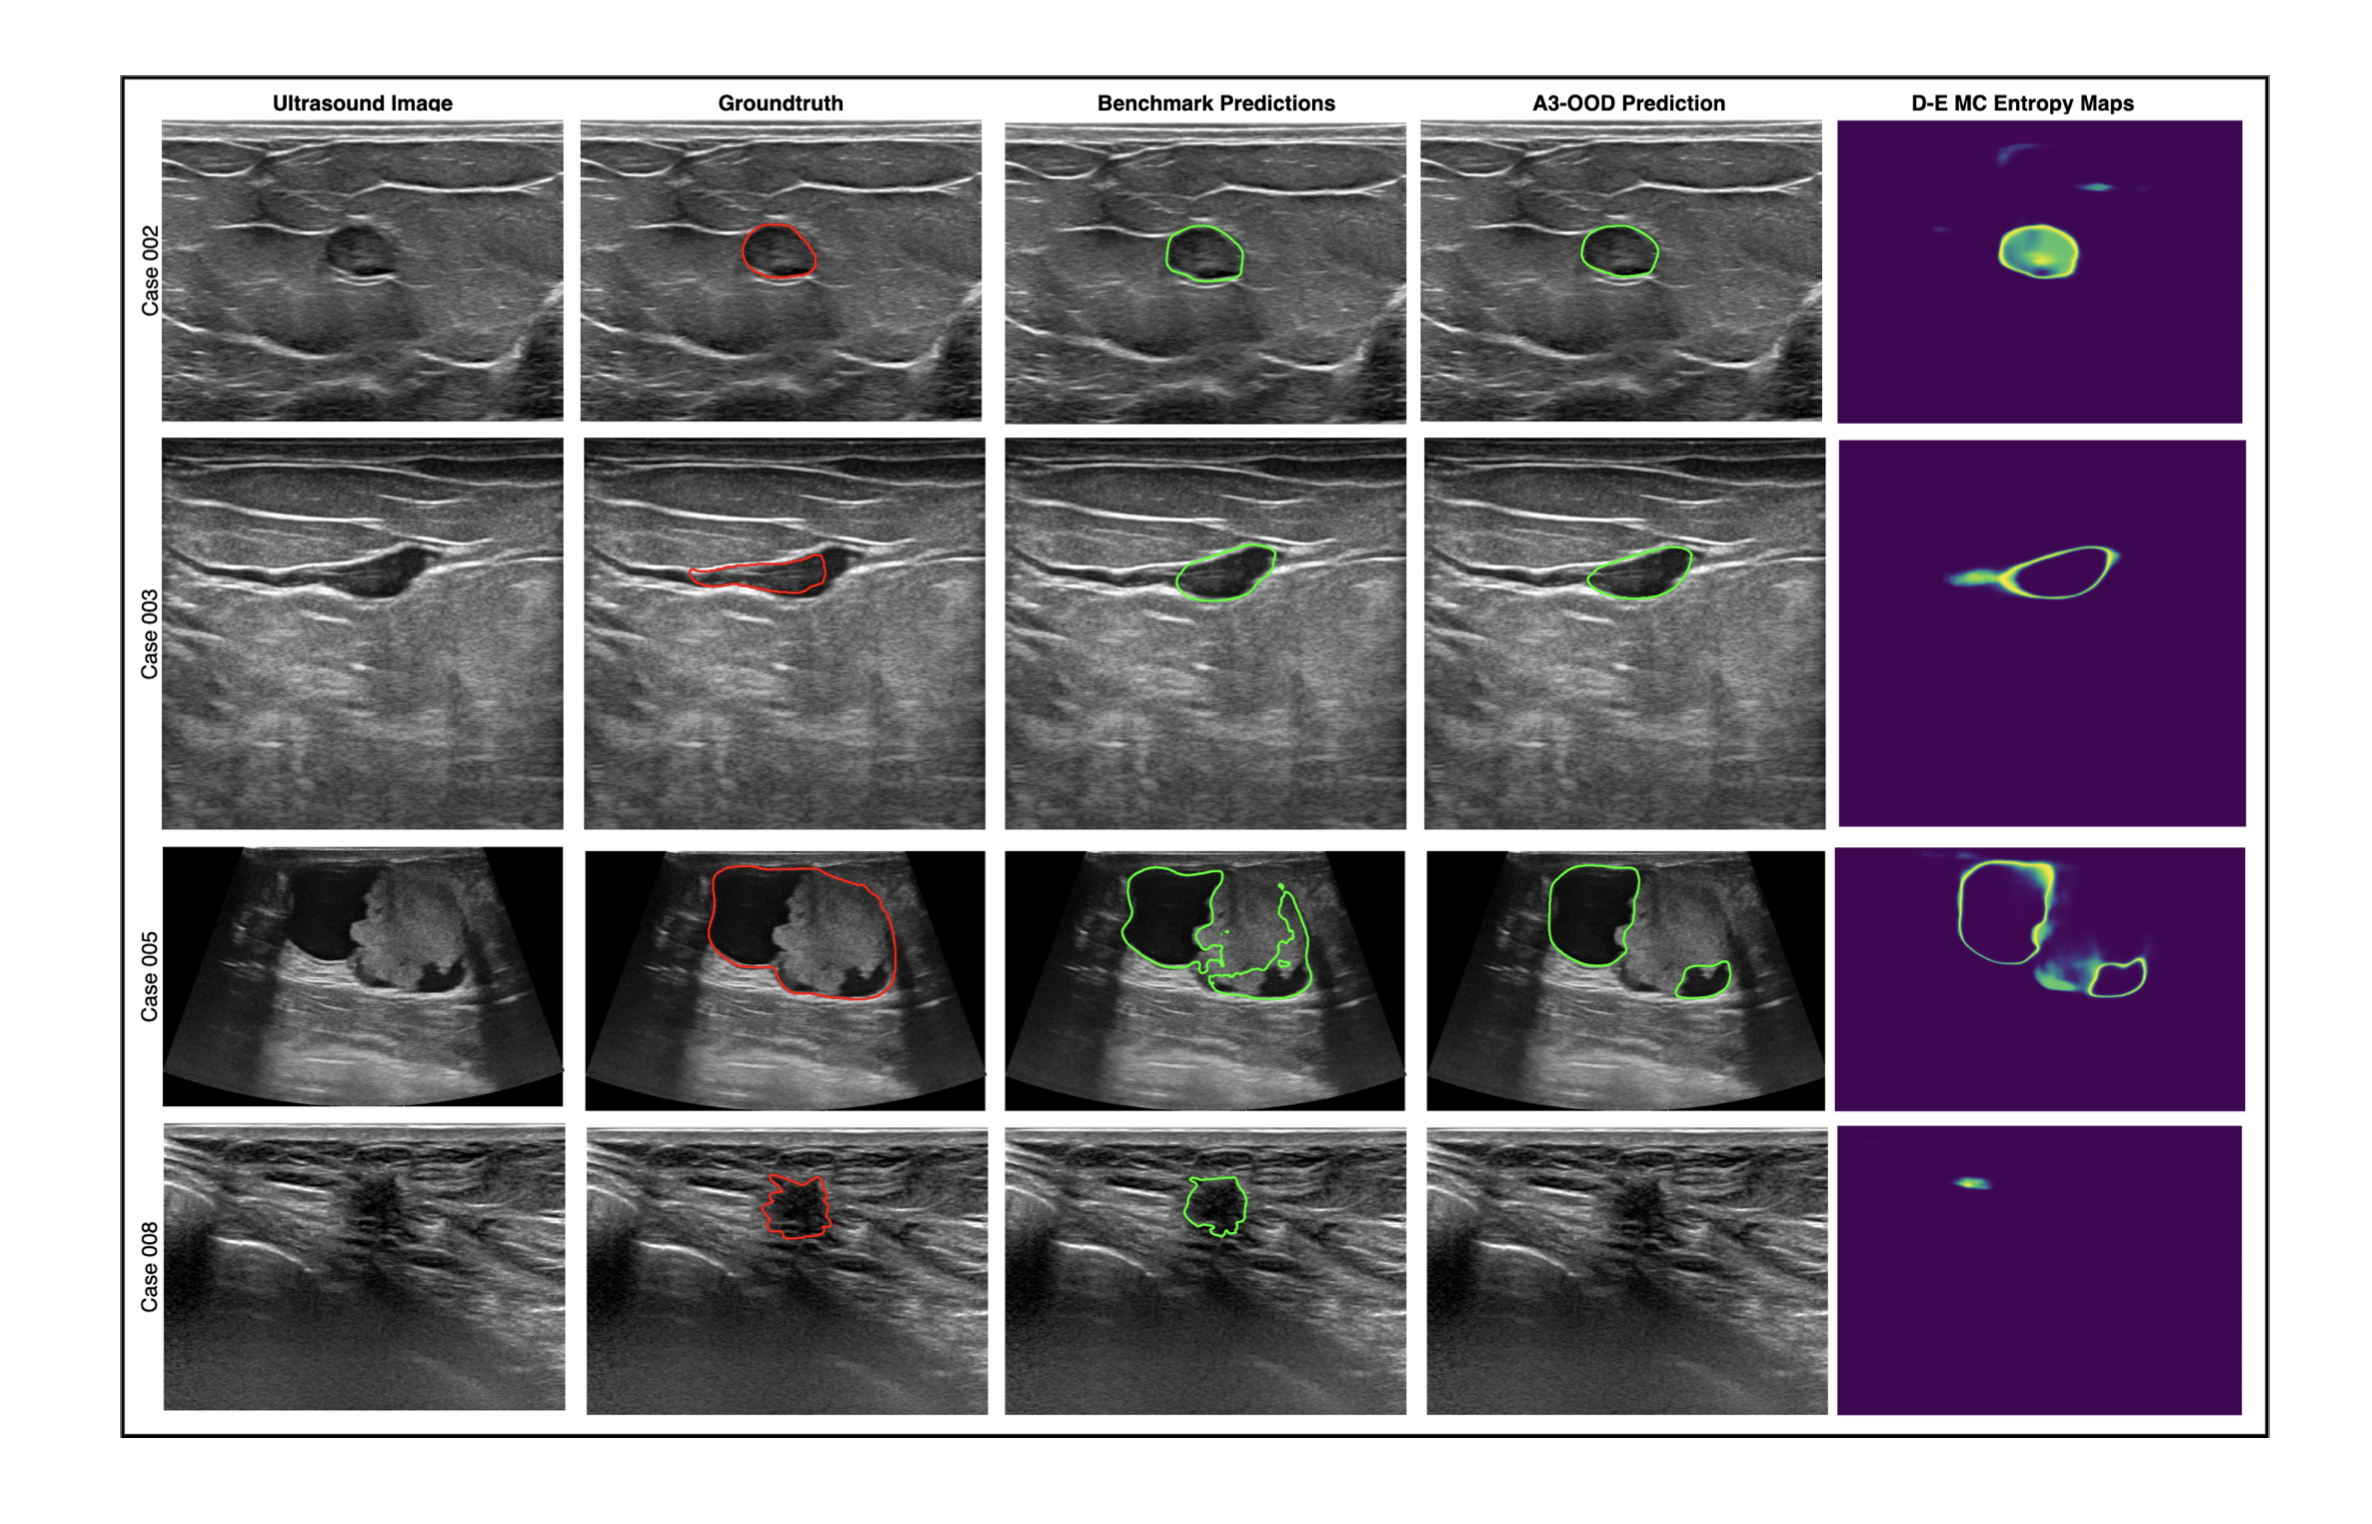 Ultrasound Image
Groundtruth
Benchmark Predictions
A3-OOD Prediction
D-E MC Entropy Maps
Case 002
Case 003
Case 005
Case 008